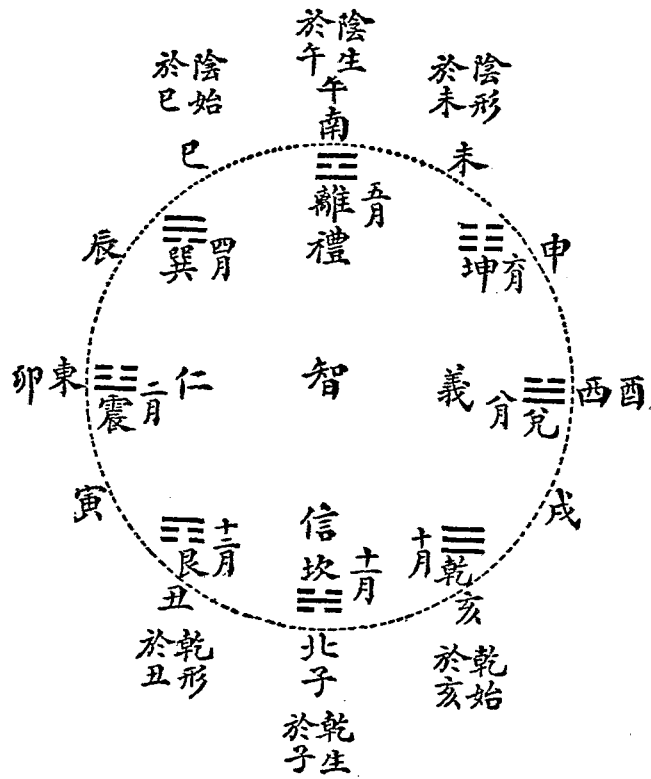 陰生
於午
午
南
離
五月
禮
陰形
於未
未
坤
六月
申
陰始
於巳
巳
巽
四月
辰
酉
西
兌
八月
義
智
仁
震
二月
東
卯
戌
乾
十月
亥
乾始
於亥
信
坎
十一月
北
子
乾生
於子
寅
艮
十二月
丑
乾形
於丑